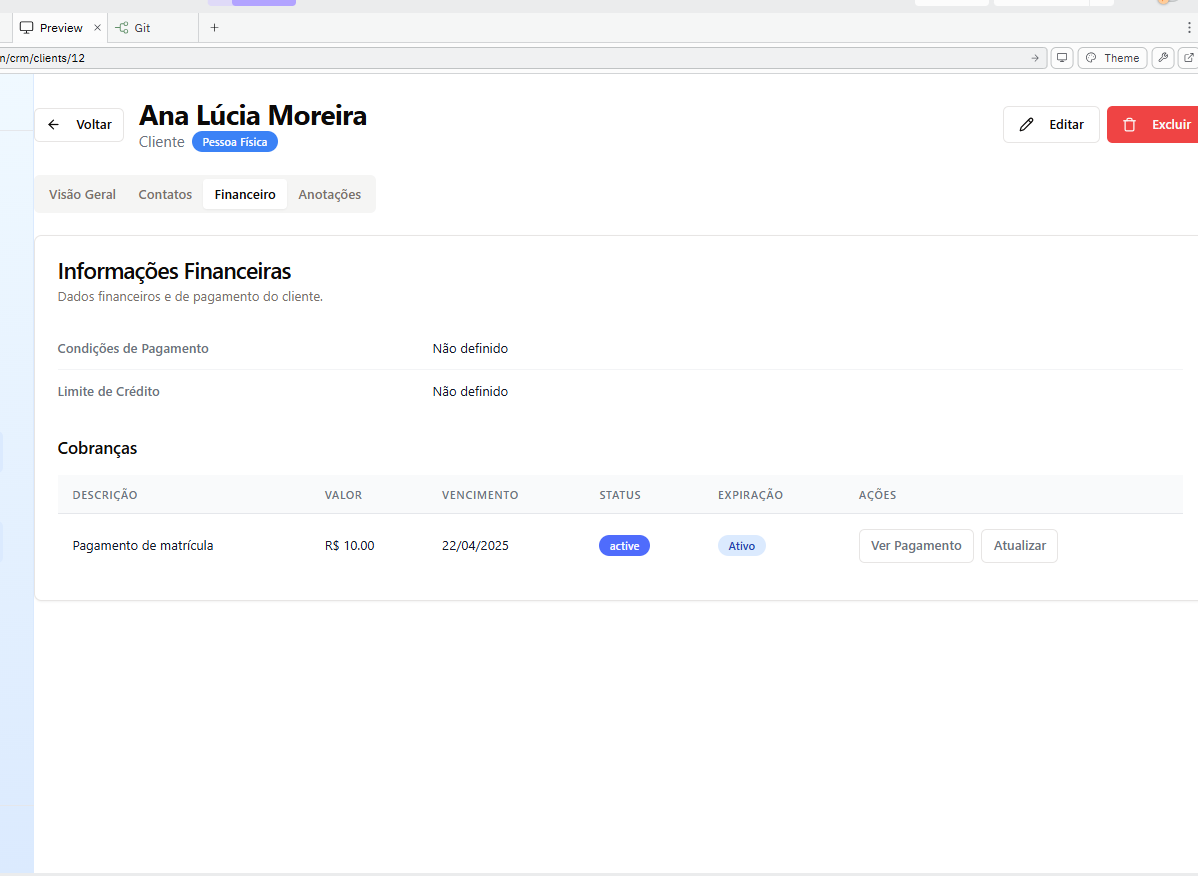 Preview
Git
n/crm/clients/12
Theme
Voltar
Ana Lúcia Moreira
Cliente Pessoa Física
Editar
Excluir
Visão Geral Contatos Financeiro Anotações
Informações Financeiras
Dados financeiros e de pagamento do cliente.
Condições de Pagamento Não definido
Limite de Crédito Não definido
Cobranças
DESCRIÇÃO VALOR VENCIMENTO STATUS EXPIRAÇÃO AÇÕES
Pagamento de matrícula R$ 10.00 22/04/2025 active Ativo Ver Pagamento Atualizar